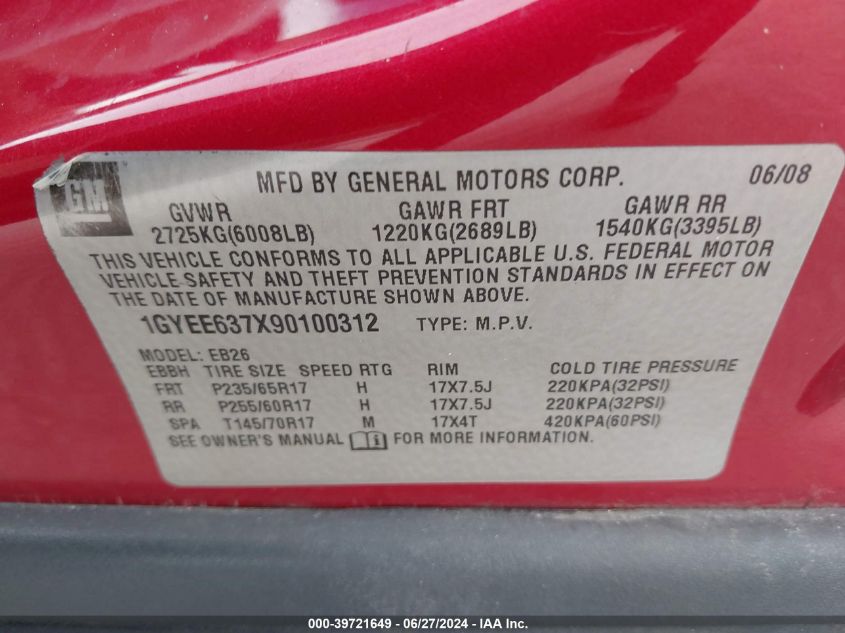 GM
MFD BY GENERAL MOTORS CORP. 06/08
GVWR GAWR FRT GAWR RR
2725KG(6008LB) 1220KG(2689LB) 1540KG(3395LB)
THIS VEHICLE CONFORMS TO ALL APPLICABLE U.S. FEDERAL MOTOR
VEHICLE SAFETY AND THEFT PREVENTION STANDARDS IN EFFECT ON
THE DATE OF MANUFACTURE SHOWN ABOVE.
1GYEE637X90100312 TYPE: M.P.V.
MODEL: EB26
EBBH TIRE SIZE SPEED RTG RIM COLD TIRE PRESSURE
FRT P235/65R17 H 17X7.5J 220KPA(32PSI)
RR P255/60R17 H 17X7.5J 220KPA(32PSI)
SPA T145/70R17 M 17X4T 420KPA(60PSI)
SEE OWNER'S MANUAL FOR MORE INFORMATION.
000-39721649 - 06/27/2024 - IAA Inc.